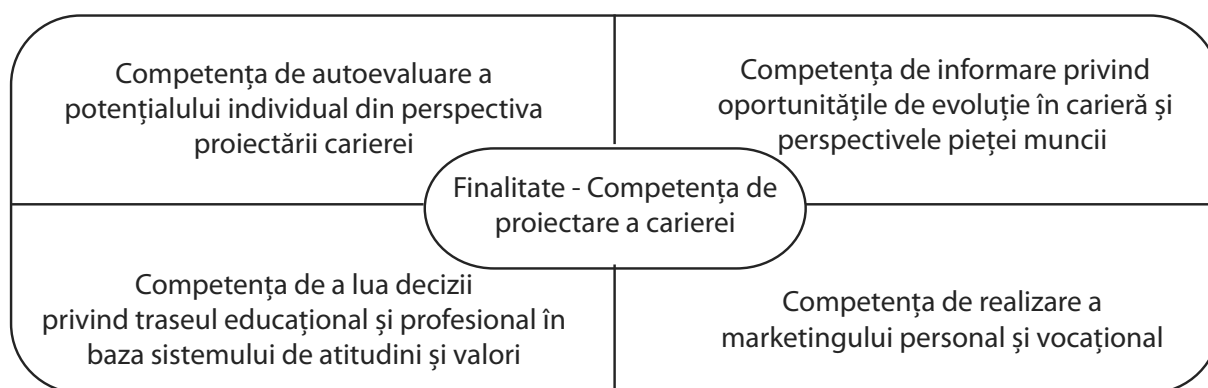 Competența de autoevaluare a
potențialului individual din perspectiva
proiectării carierei
Competența de informare privind
oportunitățile de evoluție în carieră și
perspectivele pieței muncii
Finalitate - Competența de
proiectare a carierei
Competența de a lua decizii
privind traseul educațional și profesional în
baza sistemului de atitudini și valori
Competența de realizare a
marketingului personal și vocațional